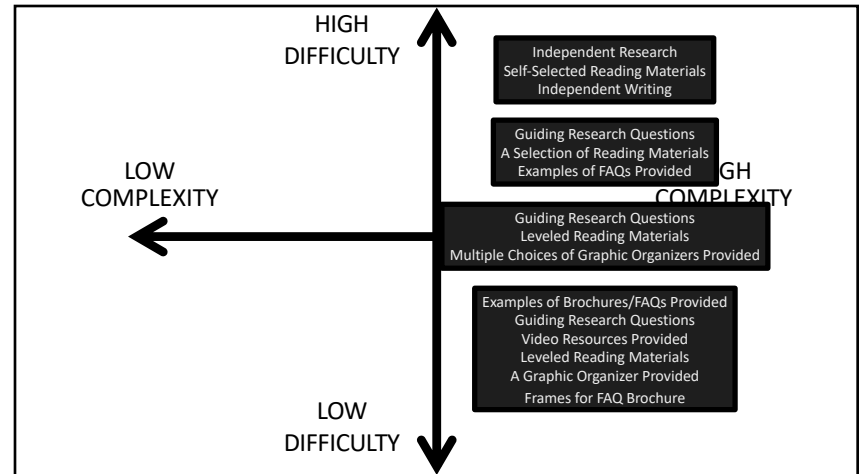 HIGH
DIFFICULTY
Independent Research
Self-Selected Reading Materials
Independent Writing
Guiding Research Questions
A Selection of Reading Materials
Examples of FAQs Provided
LOW
COMPLEXITY
GH
COMPLEXITY
Guiding Research Questions
Leveled Reading Materials
Multiple Choices of Graphic Organizers Provided
Examples of Brochures/FAQs Provided
Guiding Research Questions
Video Resources Provided
Leveled Reading Materials
A Graphic Organizer Provided
Frames for FAQ Brochure
LOW
DIFFICULTY